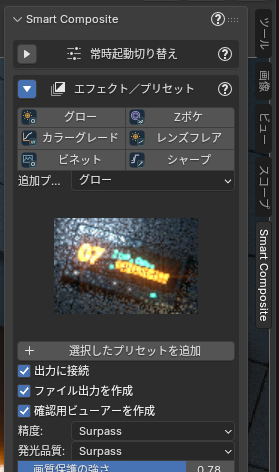 Smart Composite
常時起動切り替え
エフェクト／プリセット
グロー
Zボケ
カラーグレード
レンズフレア
ビネット
シャープ
追加プ...
グロー
07
選択したプリセットを追加
出力に接続
ファイル出力を作成
確認用ビューアーを作成
精度:
Surpass
発光品質:
Surpass
画質保護の強さ
0.78
ツール
画像
ビュー
スコープ
Smart Composite